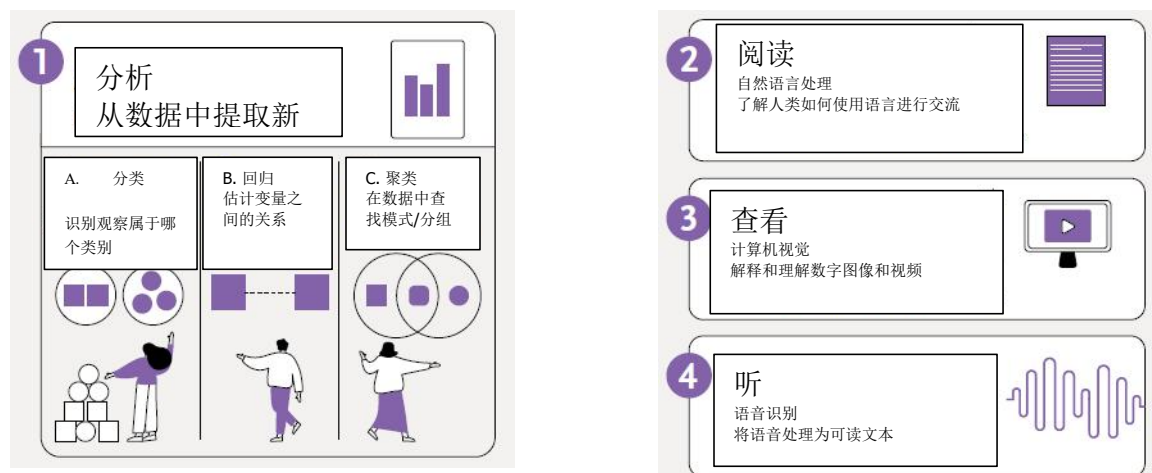 1
分析
从数据中提取新
A. 分类
识别观察属于哪
个类别
B. 回归
估计变量之
间的关系
C. 聚类
在数据中查
找模式/分组
2
阅读
自然语言处理
了解人类如何使用语言进行交流
3
查看
计算机视觉
解释和理解数字图像和视频
4
听
语音识别
将语音处理为可读文本